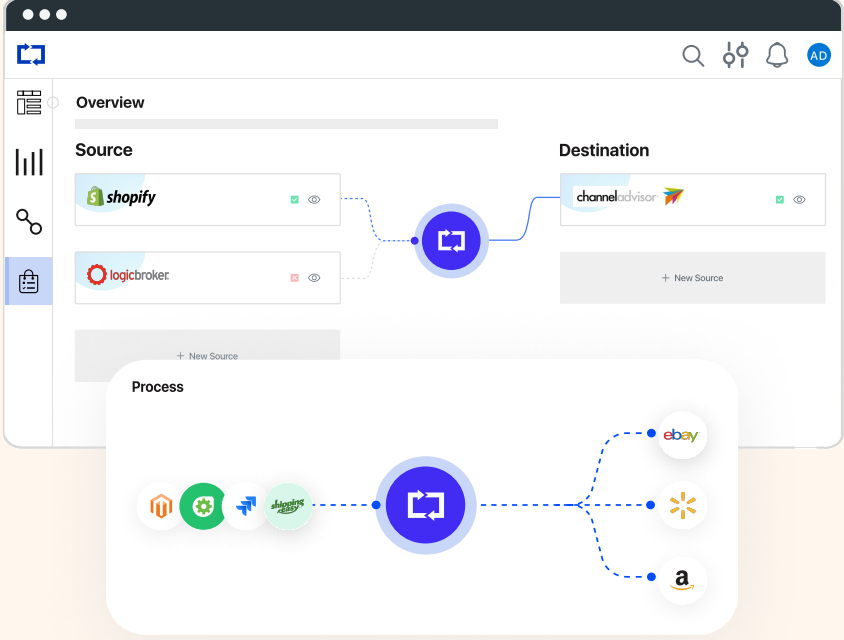 AD
Overview
Source
Destination
shopify
channeladvisor
logicbroker
+ New Source
+ New Source
Process
ebay
shipping
easy
a